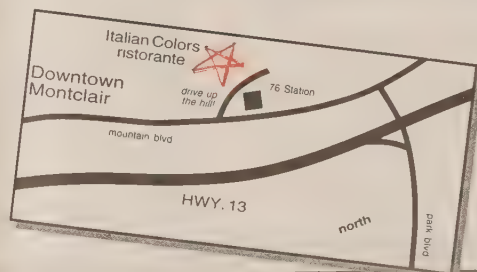 Italian Colors
ristorante
Downtown
Montclair
drive up
the hill!
76 Station
mountain blvd
HWY. 13
north
park blvd